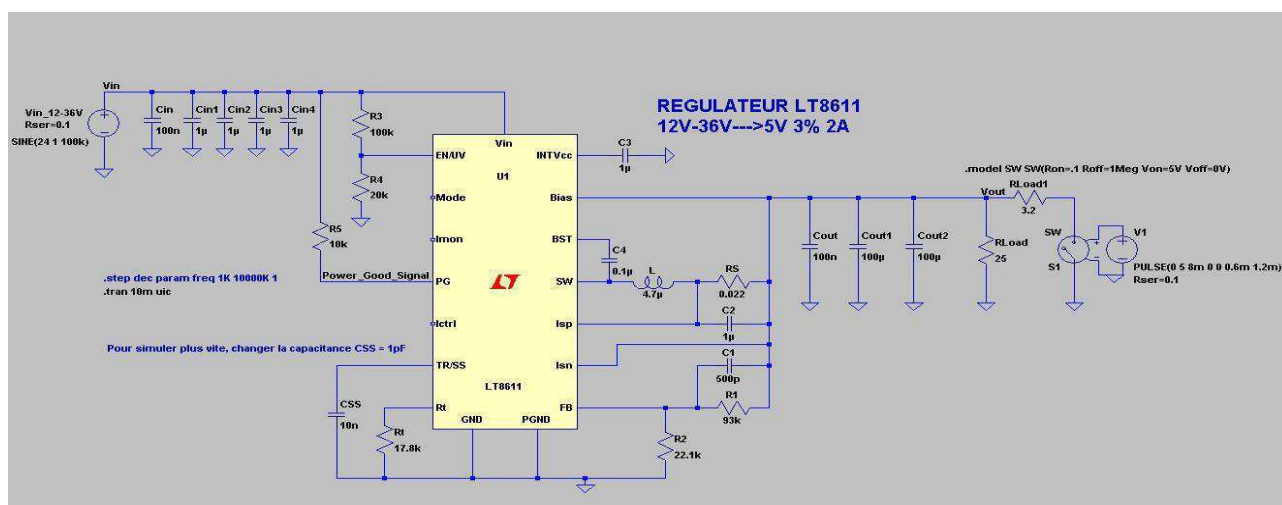 REGULATEUR LT8611
12V-36V--->5V 3% 2A
Vin
Vin_12-36V
Rser=0.1
SINE(24 1 100k)
Cin
100n
Cin1
1µ
Cin2
1µ
Cin3
1µ
Cin4
1µ
R3
100k
R4
20k
R5
10k
Power_Good_Signal
.step dec param freq 1K 10000K 1
.tran 10m uic
Pour simuler plus vite, changer la capacitance CSS = 1pF
CSS
10n
Rt
17.8k
Vin
U1
EN/UV
Mode
Imon
PG
Ictrl
TR/SS
Rt
GND
PGND
LT8611
INTVcc
Bias
BST
SW
Isp
Isn
FB
C3
1µ
C4
0.1µ
L
4.7µ
RS
0.022
C2
1µ
C1
500p
R1
93k
R2
22.1k
Cout
100n
Cout1
100µ
Cout2
100µ
.model SW SW(Ron=.1 Roff=1Meg Von=5V Voff=0V)
Vout
RLoad1
3.2
RLoad
25
SW
S1
V1
PULSE(0 5 8m 0 0 0.6m 1.2m)
Rser=0.1